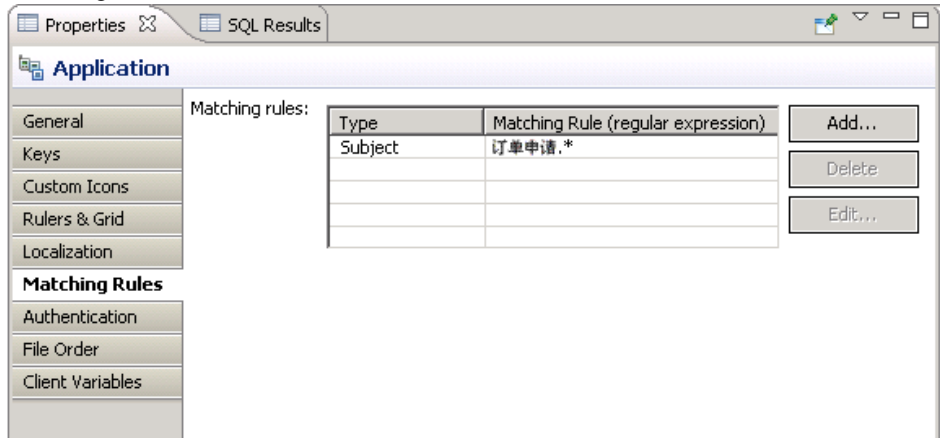 Properties
SQL Results
Application
General
Keys
Custom Icons
Rulers & Grid
Localization
Matching Rules
Authentication
File Order
Client Variables
Matching rules:
Type Matching Rule (regular expression)
Subject 订单申请.*
Add...
Delete
Edit...